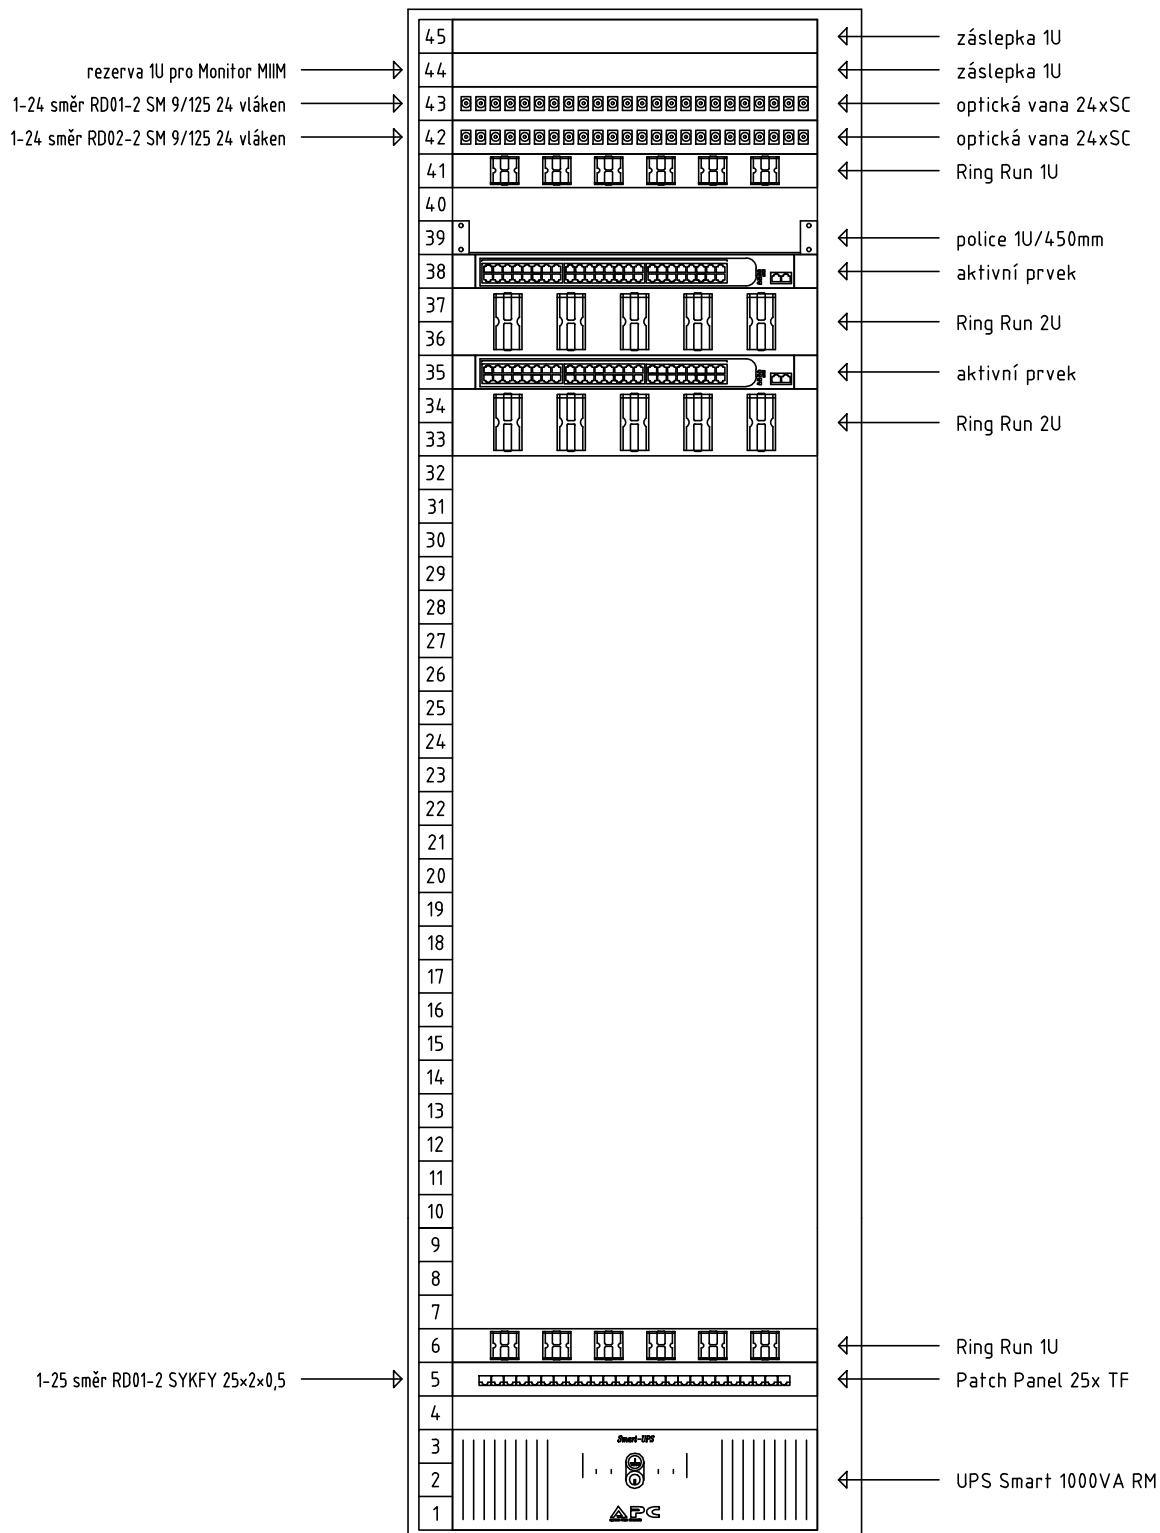 45 záslepka 1U
rezerva 1U pro Monitor MIIM 44 záslepka 1U
1-24 směr RD01-2 SM 9/125 24 vláken 43 optická vana 24xSC
1-24 směr RD02-2 SM 9/125 24 vláken 42 optická vana 24xSC
41 Ring Run 1U
40
39 police 1U/450mm
38 aktivní prvek
37
Ring Run 2U
36
35 aktivní prvek
34
Ring Run 2U
33
32
31
30
29
28
27
26
25
24
23
22
21
20
19
18
17
16
15
14
13
12
11
10
9
8
7
6 Ring Run 1U
1-25 směr RD01-2 SYKFY 25x2x0,5 5 Patch Panel 25x TF
4
Smart-UPS
3
2 UPS Smart 1000VA RM
1 APC